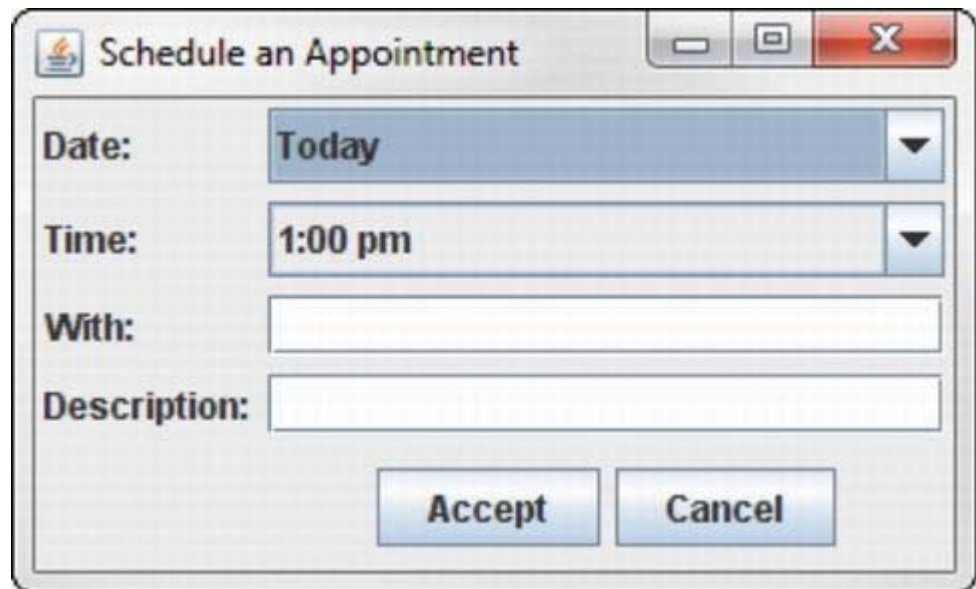 Schedule an Appointment
Date: Today
Time: 1:00 pm
With:
Description:
Accept Cancel